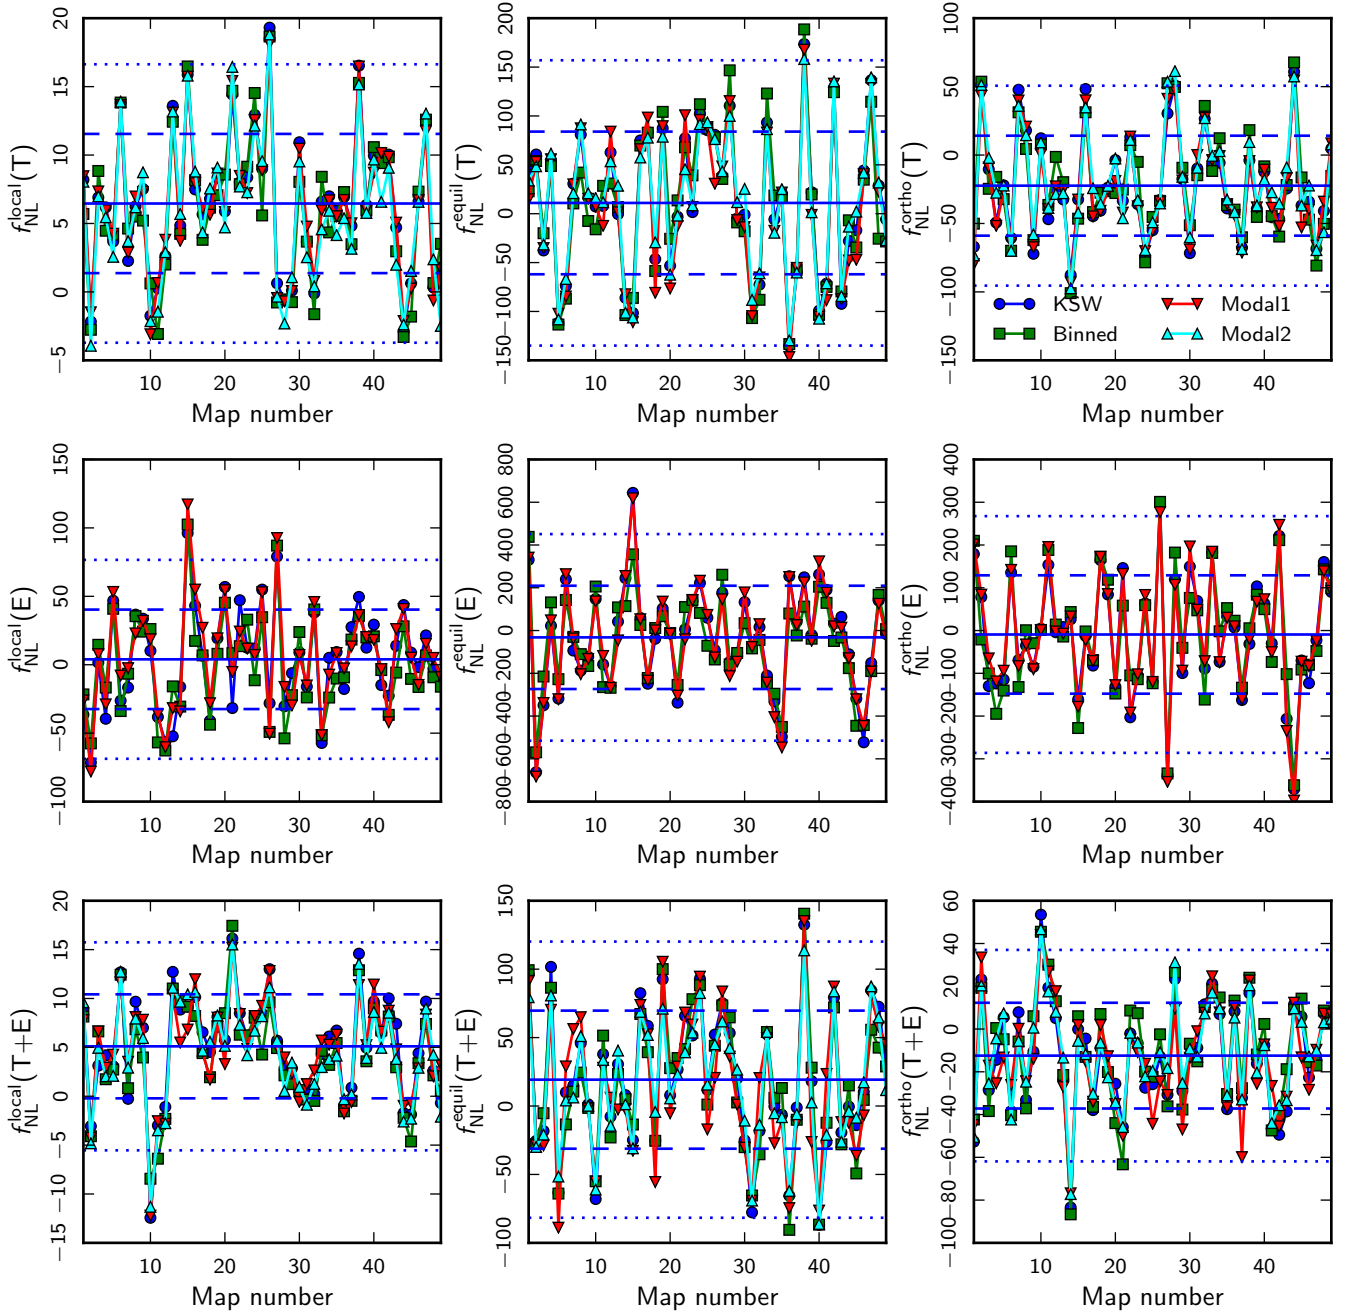 20
15
10
5
0
−5
f_NL^local(T)
10 20 30 40
Map number
200
150
100
50
0
−50
−100
−150
f_NL^equil(T)
10 20 30 40
Map number
100
50
0
−50
−100
−150
f_NL^ortho(T)
KSW
Binned
Modal1
Modal2
10 20 30 40
Map number
150
100
50
0
−50
−100
f_NL^local(E)
10 20 30 40
Map number
800
600
400
200
0
−200
−400
−600
−800
f_NL^equil(E)
10 20 30 40
Map number
400
300
200
100
0
−100
−200
−300
−400
f_NL^ortho(E)
10 20 30 40
Map number
20
15
10
5
0
−5
−10
−15
f_NL^local(T+E)
10 20 30 40
Map number
150
100
50
0
−50
−100
f_NL^equil(T+E)
10 20 30 40
Map number
60
40
20
0
−20
−40
−60
−80
−100
f_NL^ortho(T+E)
10 20 30 40
Map number